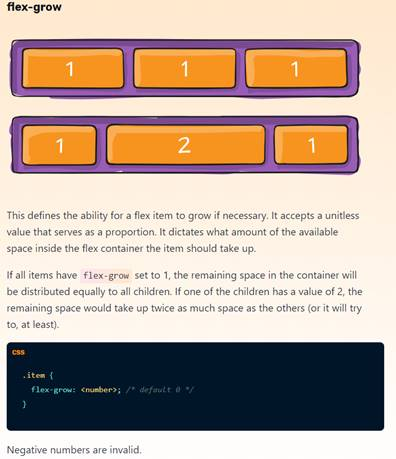 flex-grow
1 1 1
1 2 1
This defines the ability for a flex item to grow if necessary. It accepts a unitless
value that serves as a proportion. It dictates what amount of the available
space inside the flex container the item should take up.
If all items have flex-grow set to 1, the remaining space in the container will
be distributed equally to all children. If one of the children has a value of 2, the
remaining space would take up twice as much space as the others (or it will try
to, at least).
CSS
.item {
flex-grow: <number>; /* default 0 */
}
Negative numbers are invalid.